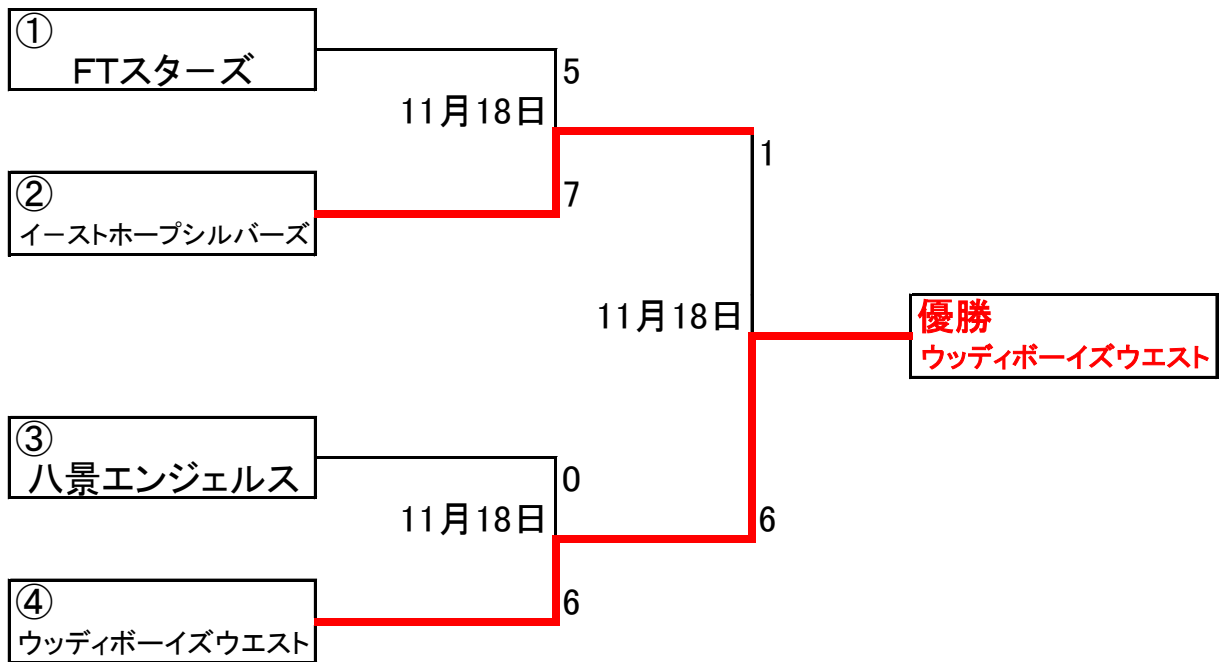 ①
FTスターズ
5
11月18日
1
②
7
イーストホープシルバーズ
11月18日
優勝
ウッディボーイズウエスト
③
八景エンジェルス
0
11月18日
6
④
6
ウッディボーイズウエスト